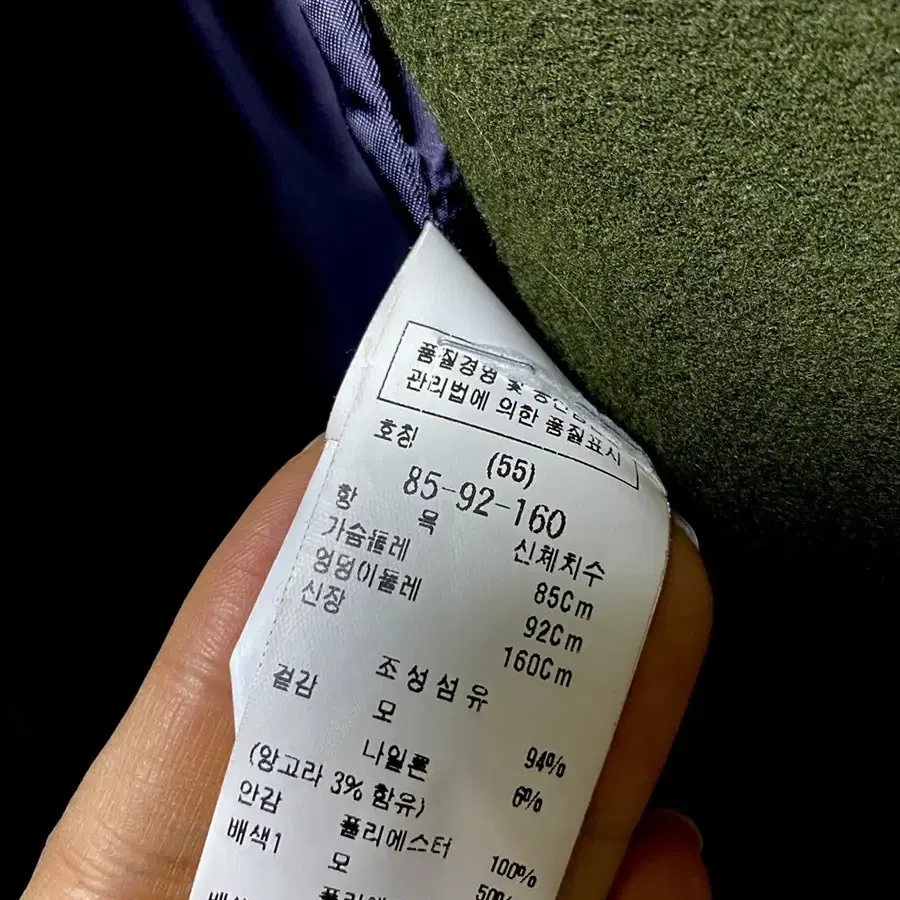 품질경영 및
관리법에 의한 품질표시
호칭 (55)
85-92-160
항 목 신체치수
가슴둘레 85Cm
엉덩이둘레 92Cm
신장 160Cm
조성섬유
겉감 모 94%
나일론 6%
(앙고라 3% 함유)
안감 폴리에스터 100%
배색1 모 50%